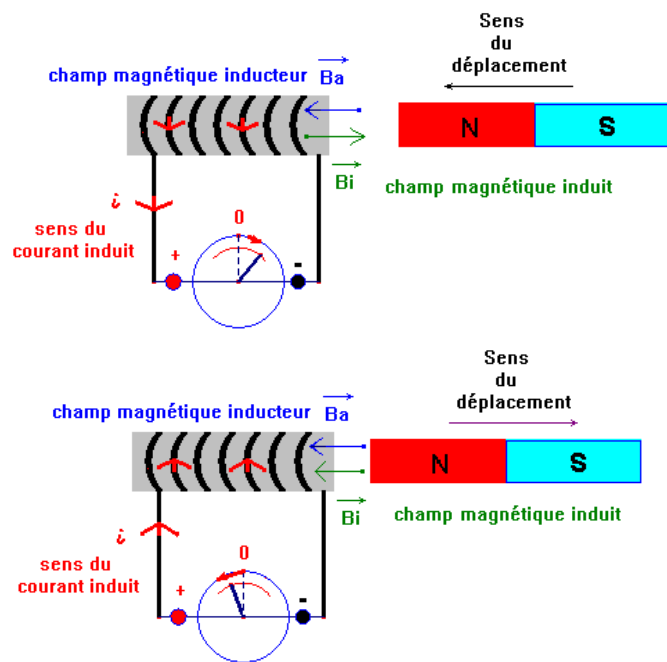 Sens
du
déplacement
champ magnétique inducteur Ba
N S
Bi champ magnétique induit
i
sens du
courant induit
0
+ -
Sens
du
déplacement
champ magnétique inducteur Ba
N S
Bi champ magnétique induit
i
sens du
courant induit
0
+ -